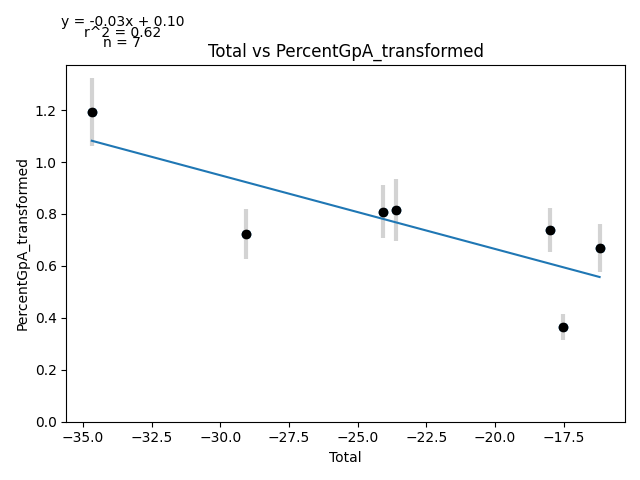 y = -0.03x + 0.10
r^2 = 0.62
n = 7
Total vs PercentGpA_transformed
PercentGpA_transformed
1.2
1.0
0.8
0.6
0.4
0.2
0.0
−35.0 −32.5 −30.0 −27.5 −25.0 −22.5 −20.0 −17.5
Total